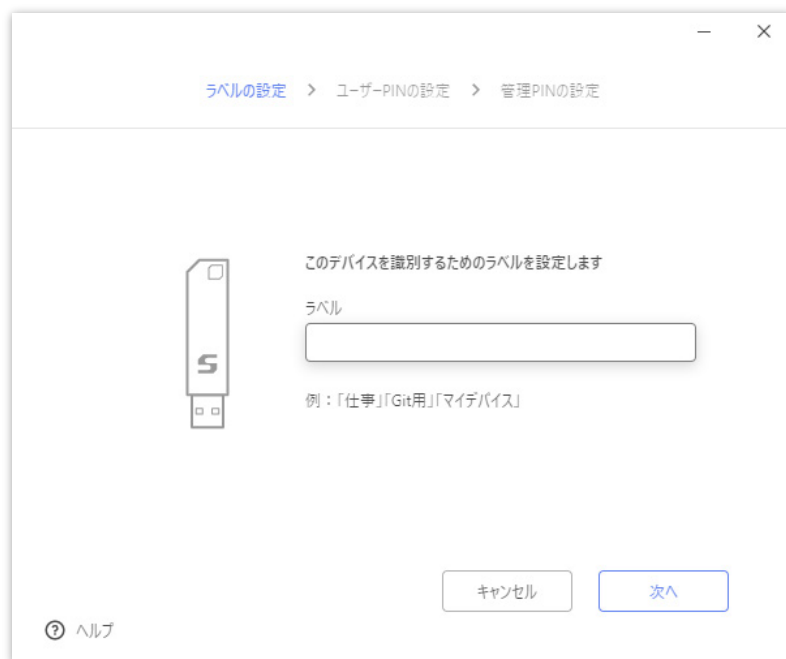 ラベルの設定 > ユーザーPINの設定 > 管理PINの設定
このデバイスを識別するためのラベルを設定します
ラベル
S
例：「仕事」「Git用」「マイデバイス」
キャンセル 次へ
? ヘルプ